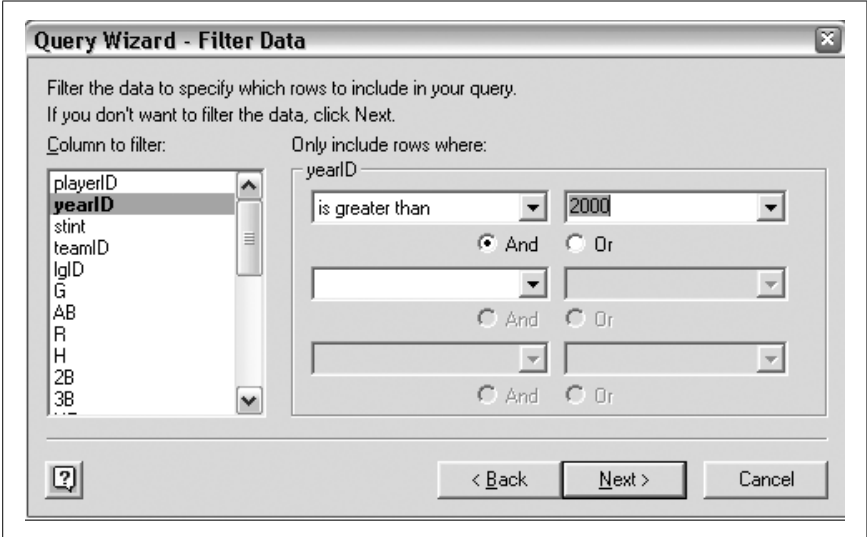 Query Wizard - Filter Data
Filter the data to specify which rows to include in your query.
If you don't want to filter the data, click Next.
Column to filter:
Only include rows where:
playerID
yearID
stint
teamID
lgID
G
AB
R
H
2B
3B
yearID
is greater than
2000
And
Or
And
Or
And
Or
?
< Back
Next >
Cancel